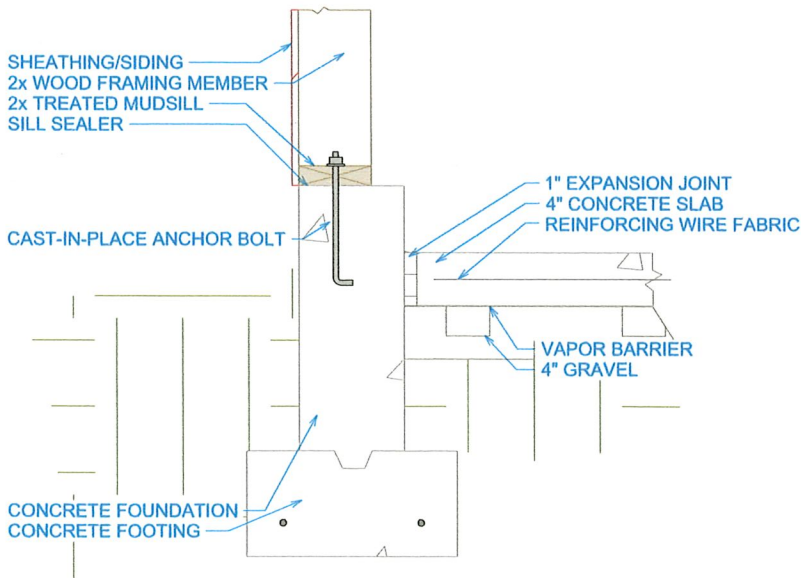 SHEATHING/SIDING
2x WOOD FRAMING MEMBER
2x TREATED MUDSILL
SILL SEALER
CAST-IN-PLACE ANCHOR BOLT
1" EXPANSION JOINT
4" CONCRETE SLAB
REINFORCING WIRE FABRIC
VAPOR BARRIER
4" GRAVEL
CONCRETE FOUNDATION
CONCRETE FOOTING